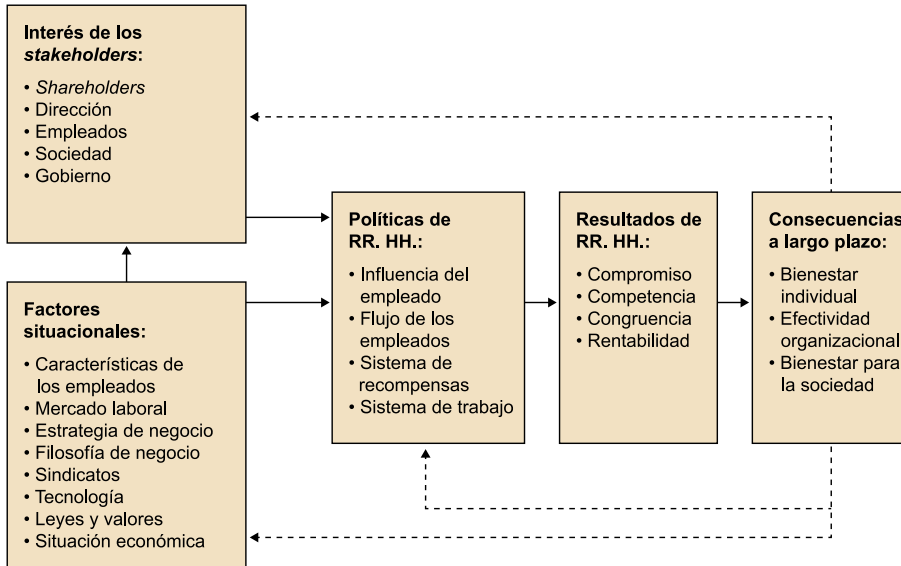 Interés de los
stakeholders:
• Shareholders
• Dirección
• Empleados
• Sociedad
• Gobierno
Factores
situacionales:
• Características de
los empleados
• Mercado laboral
• Estrategia de negocio
• Filosofía de negocio
• Sindicatos
• Tecnología
• Leyes y valores
• Situación económica
Políticas de
RR. HH.:
• Influencia del
empleado
• Flujo de los
empleados
• Sistema de
recompensas
• Sistema de trabajo
Resultados de
RR. HH.:
• Compromiso
• Competencia
• Congruencia
• Rentabilidad
Consecuencias
a largo plazo:
• Bienestar
individual
• Efectividad
organizacional
• Bienestar para
la sociedad